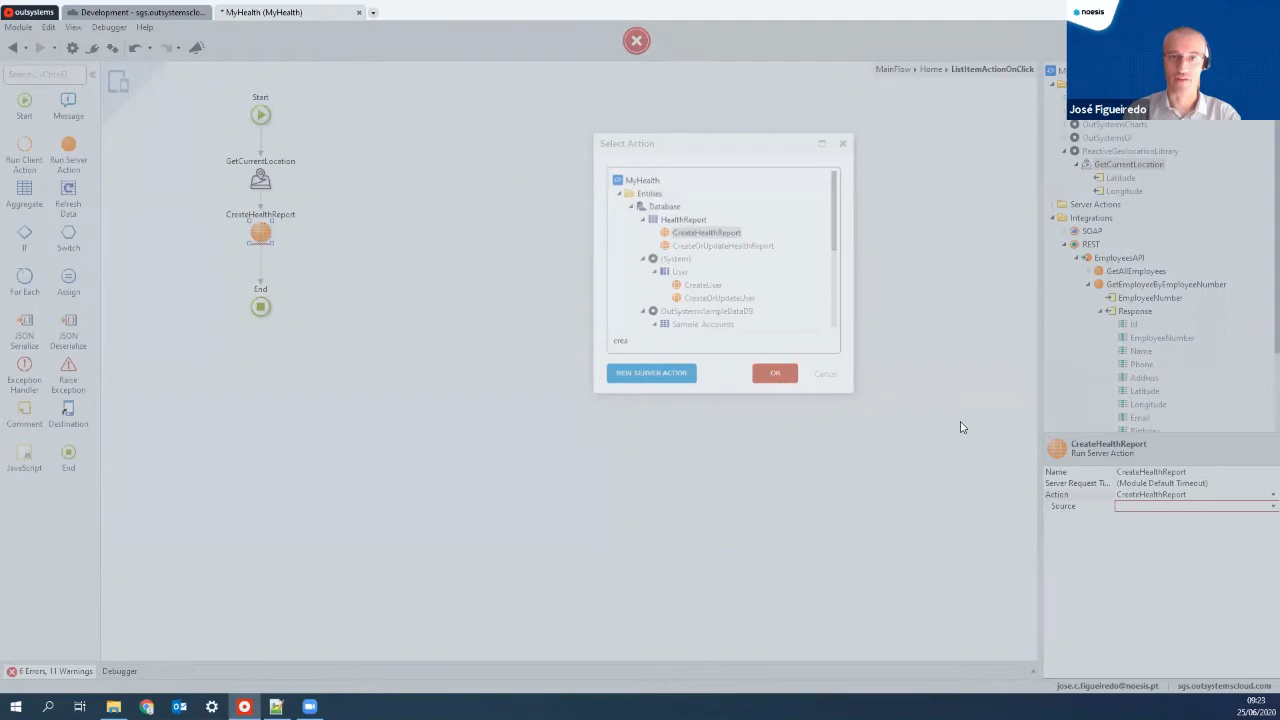 outsystems
Development - sgs.outsystemsclou...
* MyHealth (MyHealth)
Module Edit View Debugger Help
noesis
José Figueiredo
Search... (Ctrl+E)
MainFlow Home ListItemActionOnClick
Start
Message
Run Client Action
Run Server Action
Aggregate
Refresh Data
If
Switch
For Each
Assign
JSON Serialize
JSON Deserialize
Exception Handler
Raise Exception
Comment
Destination
JavaScript
End
Start
GetCurrentLocation
CreateHealthReport
End
Select Action
MyHealth
Entities
Database
HealthReport
CreateHealthReport
CreateOrUpdateHealthReport
(System)
User
CreateUser
CreateOrUpdateUser
OutSystemsSampleDataDB
Sample_Accounts
crea
NEW SERVER ACTION
OK
Cancel
OutSystemsCharts
OutSystemsUI
ReactiveGeolocationLibrary
GetCurrentLocation
Latitude
Longitude
Server Actions
Integrations
SOAP
REST
EmployeesAPI
GetAllEmployees
GetEmployeeByEmployeeNumber
EmployeeNumber
Response
Id
EmployeeNumber
Name
Phone
Address
Latitude
Longitude
Email
CreateHealthReport
Run Server Action
Name CreateHealthReport
Server Request Ti... (Module Default Timeout)
Action CreateHealthReport
Source
6 Errors, 11 Warnings
Debugger
jose.c.figueiredo@noesis.pt
sgs.outsystemscloud.com
09:23
25/06/2020